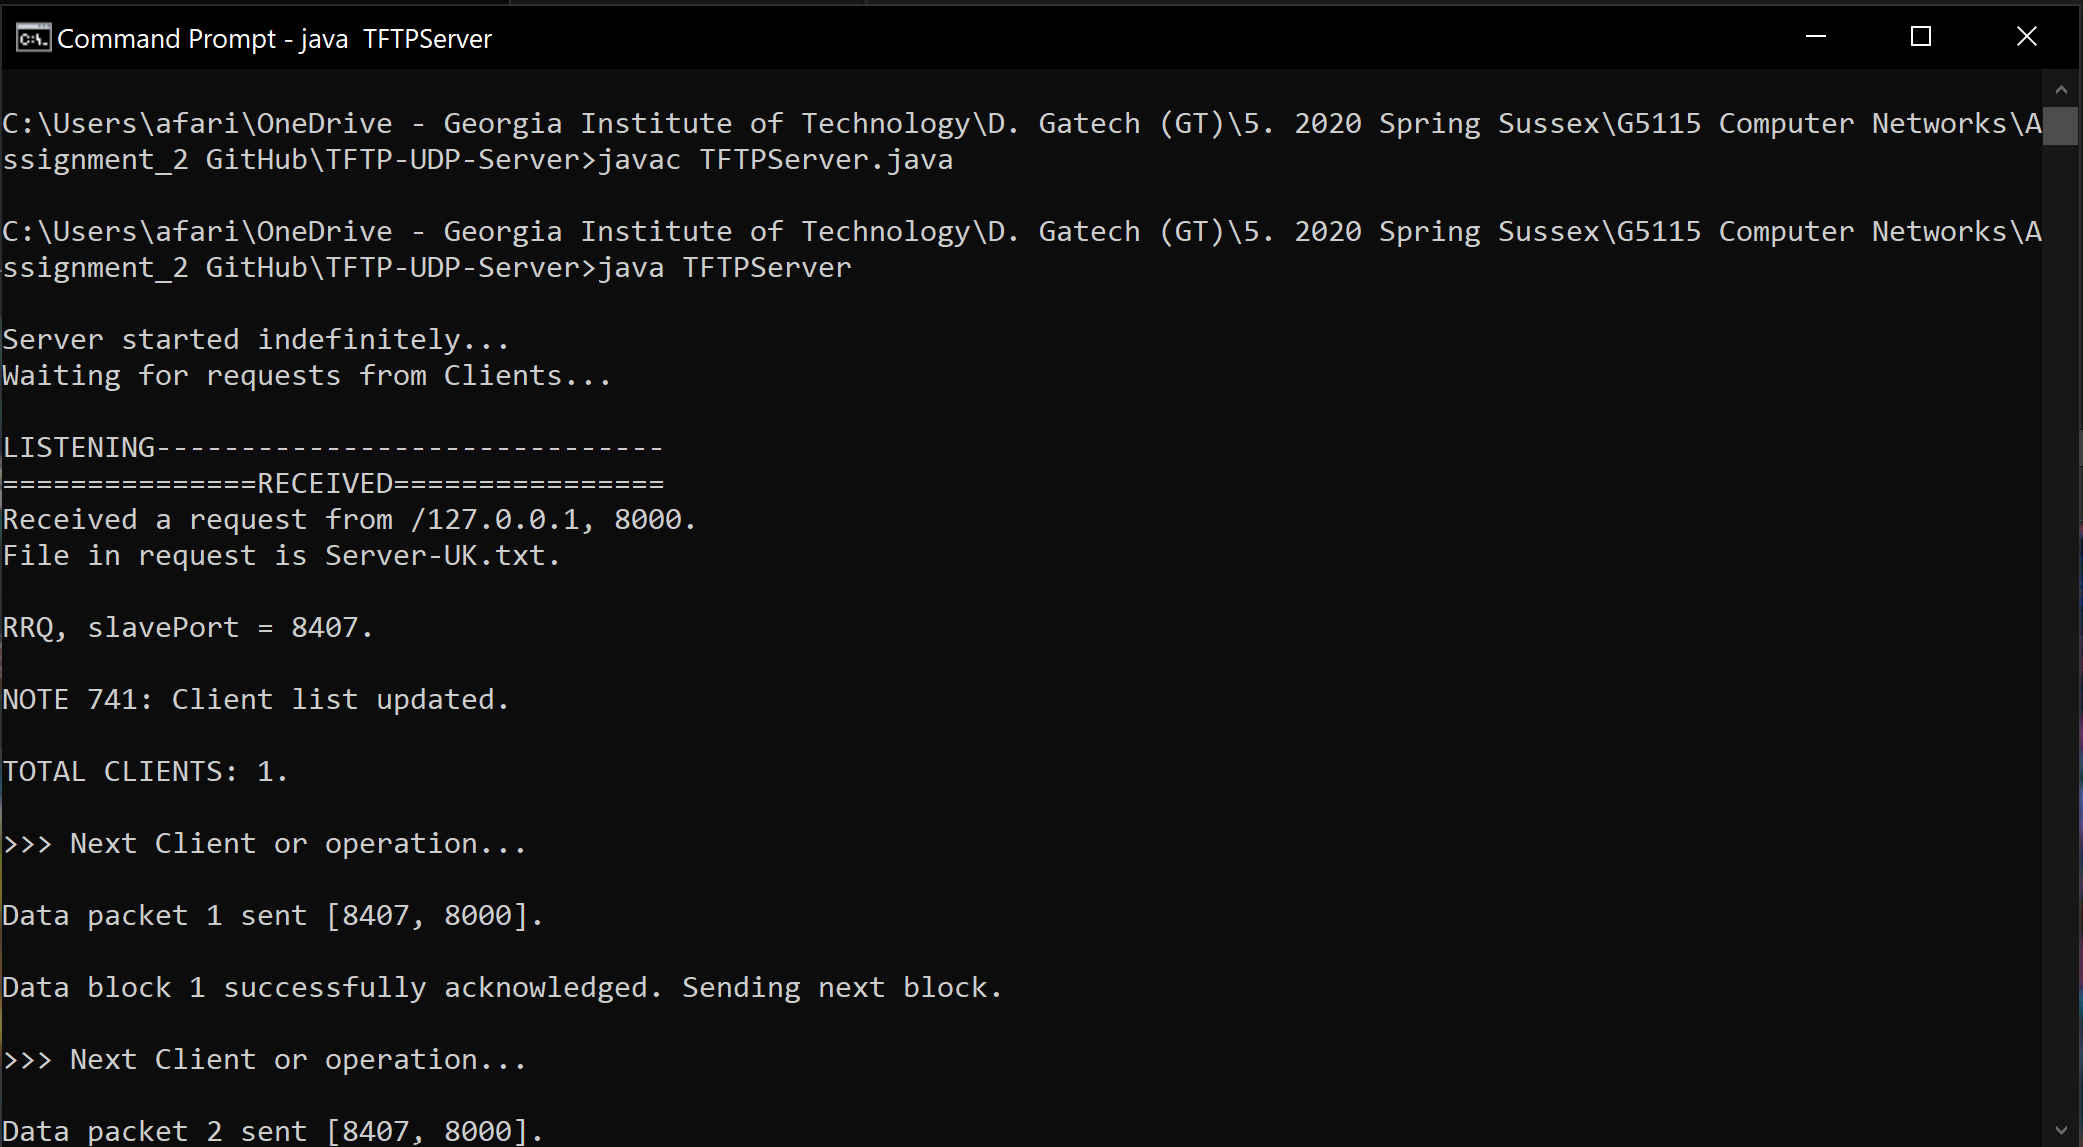 Command Prompt - java  TFTPServer
C:\Users\afari\OneDrive - Georgia Institute of Technology\D. Gatech (GT)\5. 2020 Spring Sussex\G5115 Computer Networks\A
ssignment_2 GitHub\TFTP-UDP-Server>javac TFTPServer.java
C:\Users\afari\OneDrive - Georgia Institute of Technology\D. Gatech (GT)\5. 2020 Spring Sussex\G5115 Computer Networks\A
ssignment_2 GitHub\TFTP-UDP-Server>java TFTPServer
Server started indefinitely...
Waiting for requests from Clients...
LISTENING------------------------------
===============RECEIVED================
Received a request from /127.0.0.1, 8000.
File in request is Server-UK.txt.
RRQ, slavePort = 8407.
NOTE 741: Client list updated.
TOTAL CLIENTS: 1.
>>> Next Client or operation...
Data packet 1 sent [8407, 8000].
Data block 1 successfully acknowledged. Sending next block.
>>> Next Client or operation...
Data packet 2 sent [8407, 8000].